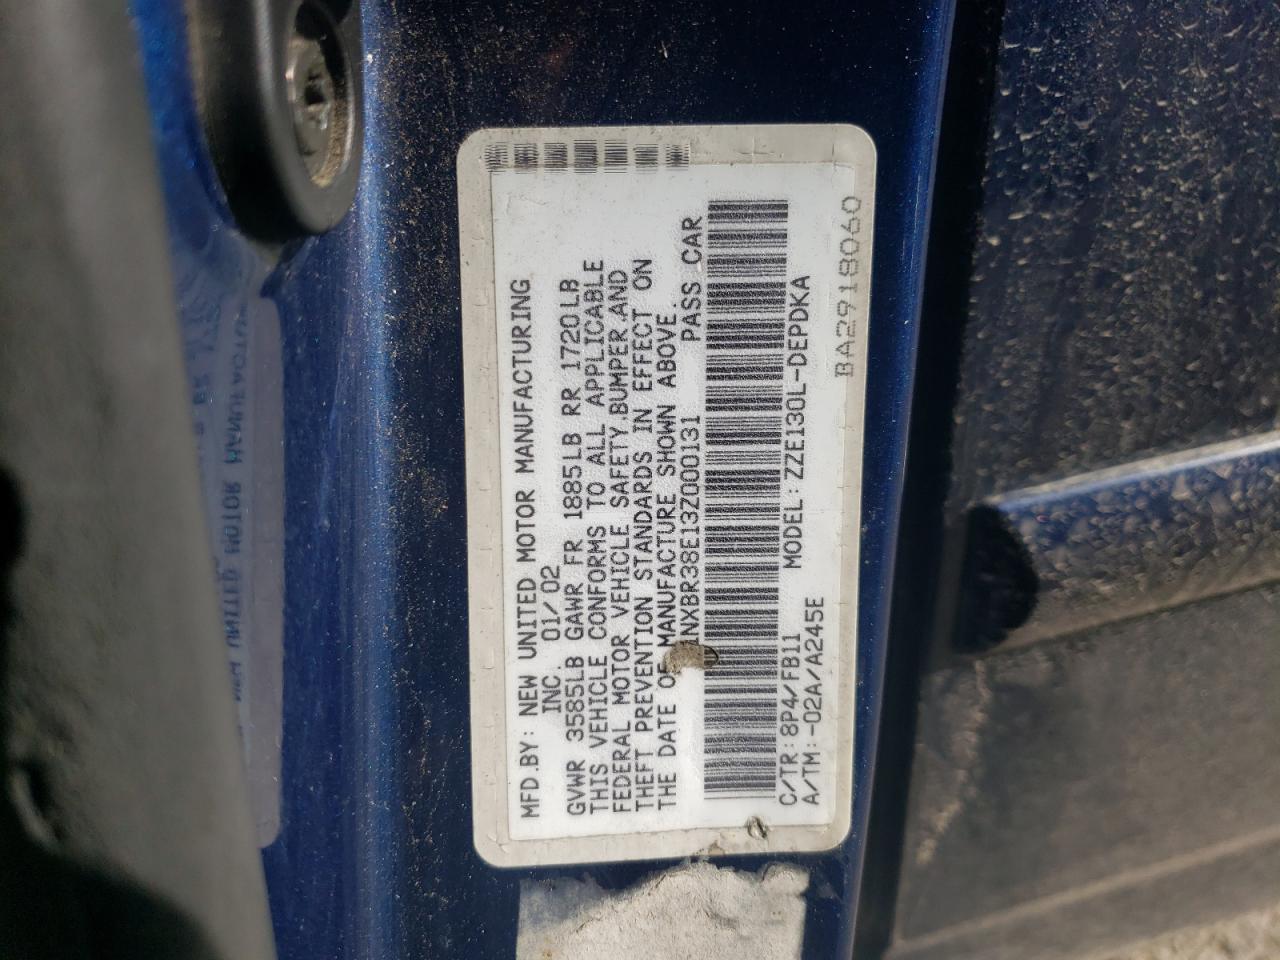 MFD.BY: NEW UNITED MOTOR MANUFACTURING
INC. 01/02
GVWR 3585LB GAWR FR 1885LB RR 1720LB
THIS VEHICLE CONFORMS TO ALL APPLICABLE
FEDERAL MOTOR VEHICLE SAFETY,BUMPER,AND
THEFT PREVENTION STANDARDS IN EFFECT ON
THE DATE OF MANUFACTURE SHOWN ABOVE.
1NXBR38E13Z000131 PASS CAR
C/TR:8P4/FB11 MODEL:ZZE130L-DEPDKA
A/TM:-02A/A245E
BA2918060